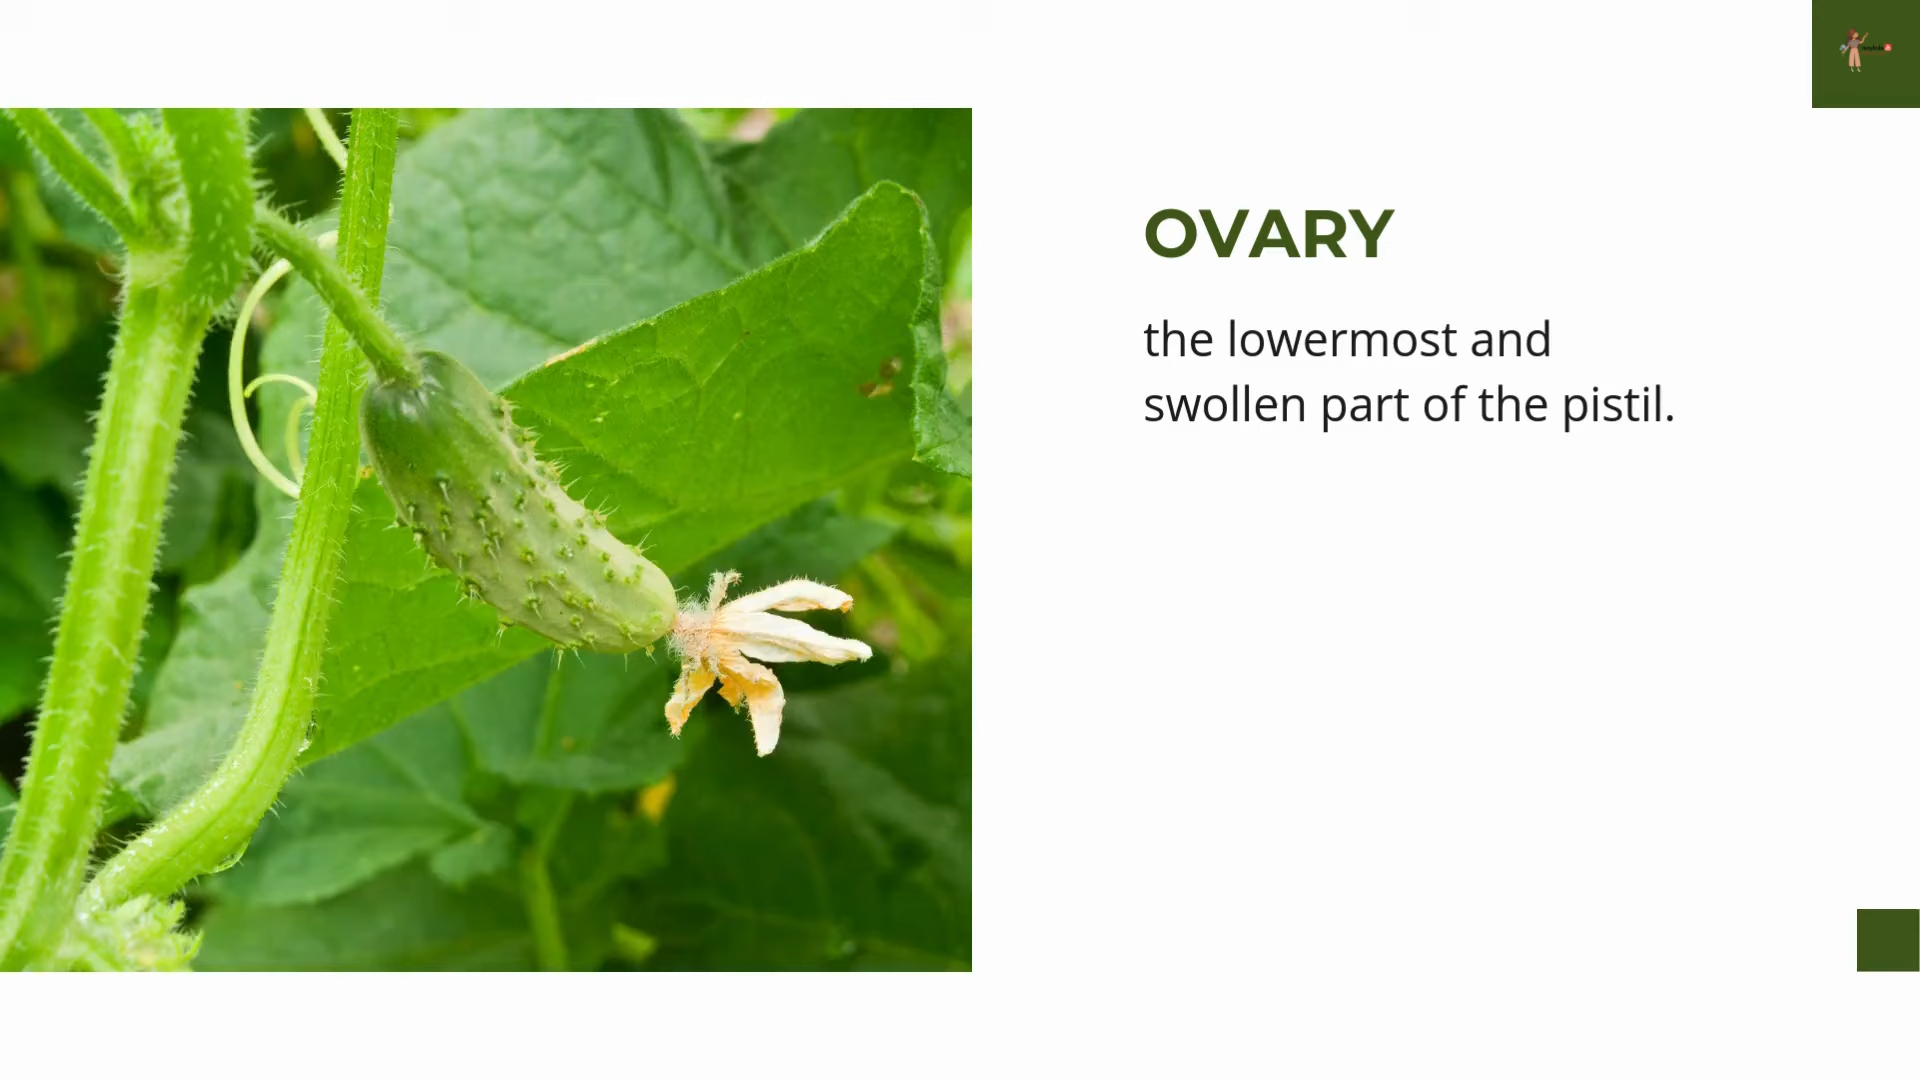 OVARY
the lowermost and
swollen part of the pistil.